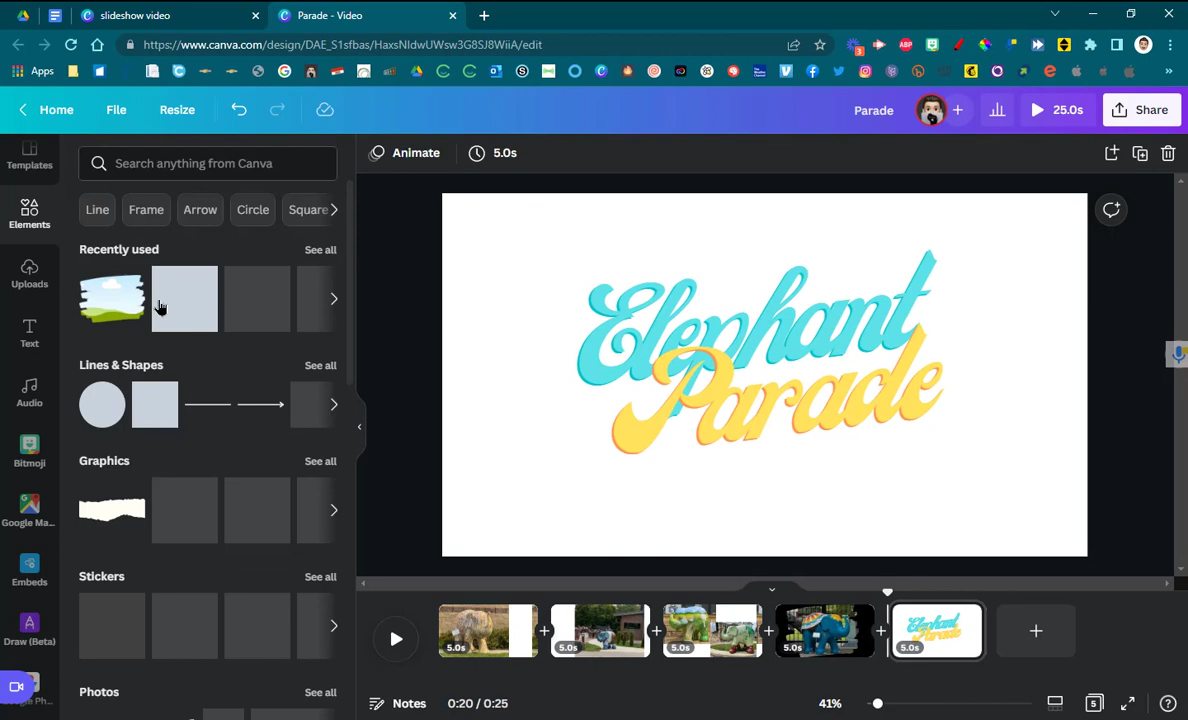 slideshow video
Parade - Video
https://www.canva.com/design/DAE_S1sfbas/HaxsNIdwUWsw3G8SJ8WiiA/edit
Apps
Home
File
Resize
Parade
25.0s
Share
Templates
Elements
Uploads
Text
Audio
Bitmoji
Google Ma...
Embeds
Draw (Beta)
Search anything from Canva
Line
Frame
Arrow
Circle
Square
Recently used
See all
Lines & Shapes
See all
Graphics
See all
Stickers
See all
Photos
See all
Animate
5.0s
Elephant
Parade
5.0s
5.0s
5.0s
5.0s
Elephant
Parade
5.0s
Notes
0:20 / 0:25
41%
5